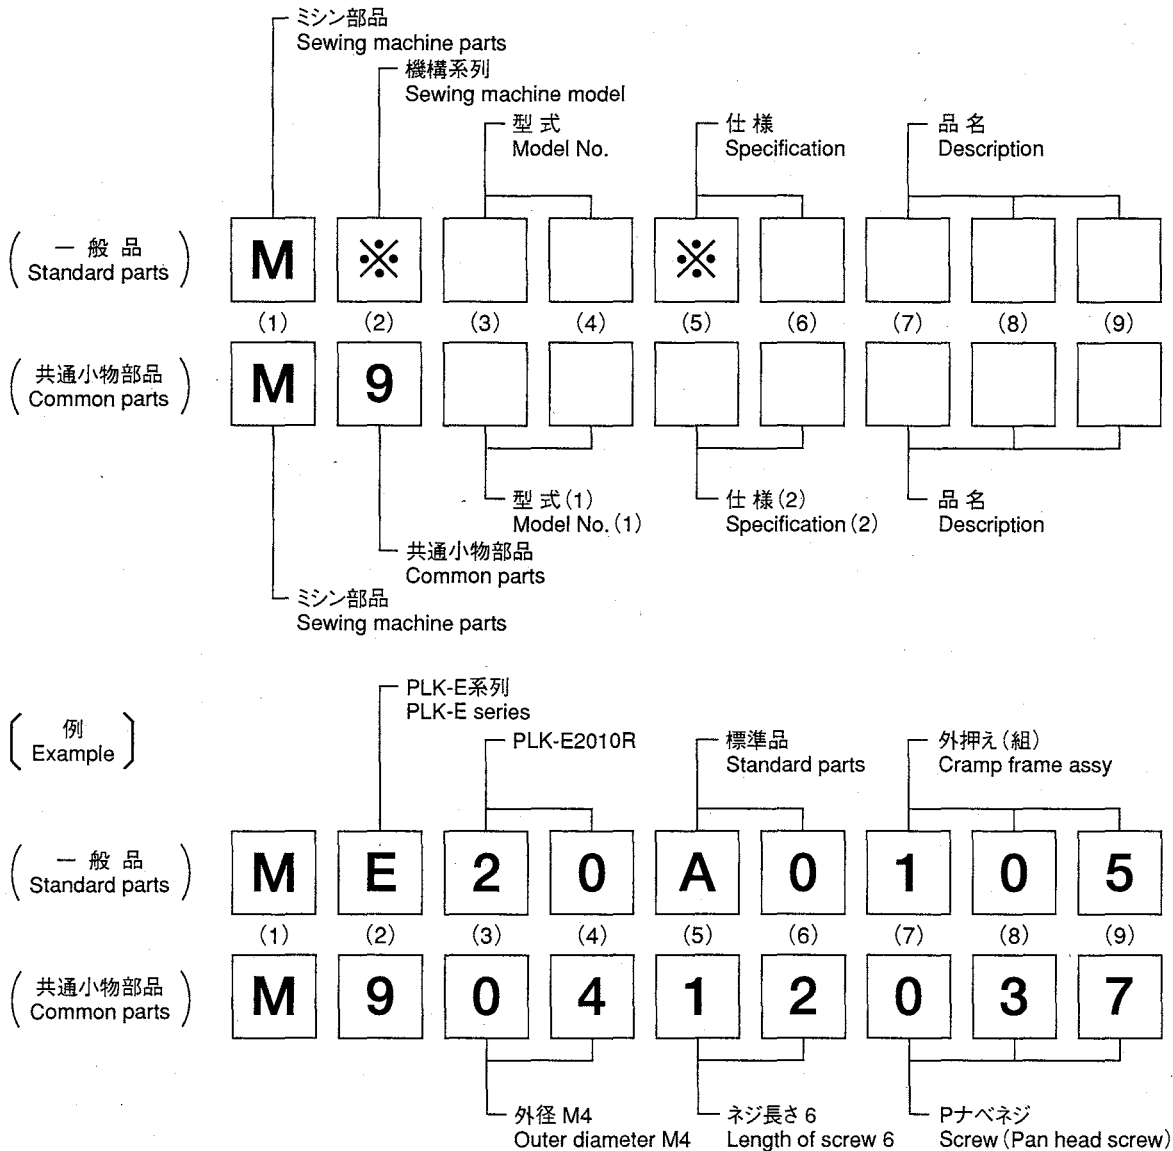 ミシン部品
Sewing machine parts
機構系列
Sewing machine model
型 式
Model No.
仕 様
Specification
品 名
Description
一 般 品
Standard parts
M ※ ※
(1) (2) (3) (4) (5) (6) (7) (8) (9)
共通小物部品
Common parts
M 9
型 式(1)
Model No.(1)
仕 様(2)
Specification(2)
品 名
Description
共通小物部品
Common parts
ミシン部品
Sewing machine parts
例
Example
PLK-E系列
PLK-E series
PLK-E2010R
標準品
Standard parts
外押え(組)
Cramp frame assy
一 般 品
Standard parts
M E 2 0 A 0 1 0 5
(1) (2) (3) (4) (5) (6) (7) (8) (9)
共通小物部品
Common parts
M 9 0 4 1 2 0 3 7
外径 M4
Outer diameter M4
ネジ長さ 6
Length of screw 6
Pナベネジ
Screw(Pan head screw)